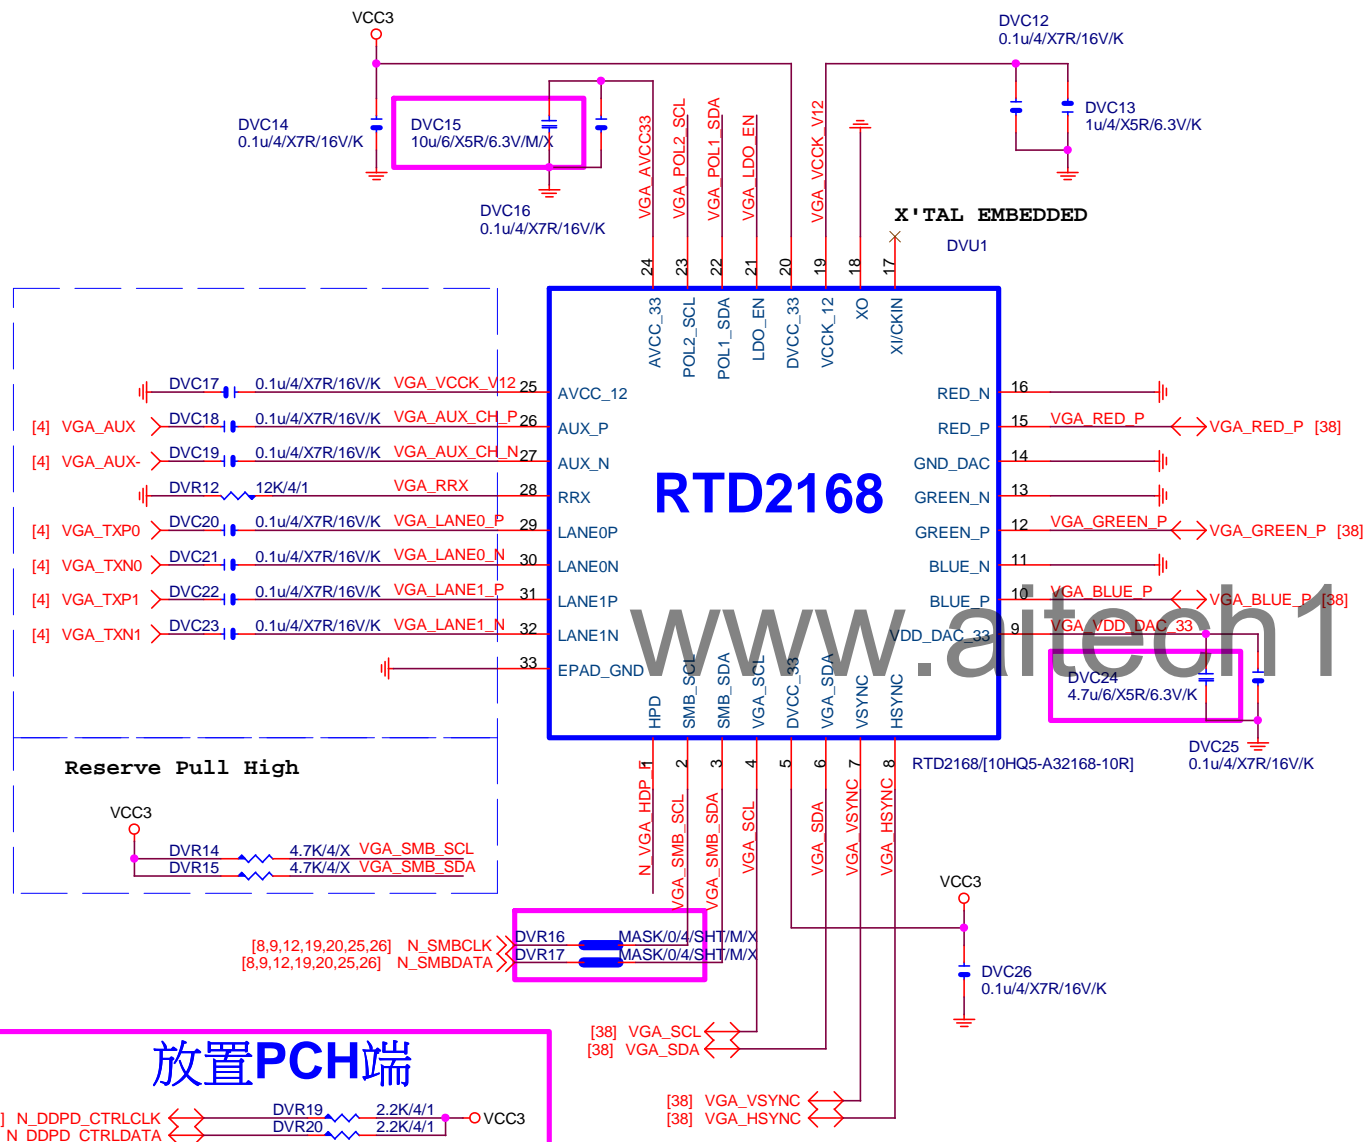 VCC3
DVC12
0.1u/4/X7R/16V/K
DVC14
0.1u/4/X7R/16V/K
DVC15
10u/6/X5R/6.3V/M/X
DVC13
1u/4/X5R/6.3V/K
DVC16
0.1u/4/X7R/16V/K
VGA_AVCC33
VGA_POL2_SCL
VGA_POL1_SDA
VGA_LDO_EN
VGA_VCCK_V12
X'TAL EMBEDDED
DVU1
24
23
22
21
20
19
18
17
AVCC_33
POL2_SCL
POL1_SDA
LDO_EN
DVCC_33
VCCK_12
XO
XI/CKIN
DVC17 0.1u/4/X7R/16V/K VGA_VCCK_V12 25 AVCC_12
[4] VGA_AUX DVC18 0.1u/4/X7R/16V/K VGA_AUX_CH_P 26 AUX_P
[4] VGA_AUX- DVC19 0.1u/4/X7R/16V/K VGA_AUX_CH_N 27 AUX_N
DVR12 12K/4/1 VGA_RRX 28 RRX
[4] VGA_TXP0 DVC20 0.1u/4/X7R/16V/K VGA_LANE0_P 29 LANE0P
[4] VGA_TXN0 DVC21 0.1u/4/X7R/16V/K VGA_LANE0_N 30 LANE0N
[4] VGA_TXP1 DVC22 0.1u/4/X7R/16V/K VGA_LANE1_P 31 LANE1P
[4] VGA_TXN1 DVC23 0.1u/4/X7R/16V/K VGA_LANE1_N 32 LANE1N
33 EPAD_GND
RTD2168
RED_N 16
RED_P 15 VGA_RED_P VGA_RED_P [38]
GND_DAC 14
GREEN_N 13
GREEN_P 12 VGA_GREEN_P VGA_GREEN_P [38]
BLUE_N 11
BLUE_P 10 VGA_BLUE_P VGA_BLUE_P [38]
VDD_DAC_33 9 VGA_VDD_DAC_33
www.aitech1
DVC24
4.7u/6/X5R/6.3V/K
DVC25
0.1u/4/X7R/16V/K
HPD
SMB_SCL
SMB_SDA
VGA_SCL
DVCC_33
VGA_SDA
VSYNC
HSYNC
1
2
3
4
5
6
7
8
RTD2168/[10HQ5-A32168-10R]
VGA_SMB_SCL
VGA_SMB_SDA
VGA_SCL
VGA_SDA
VGA_VSYNC
VGA_HSYNC
Reserve Pull High
VCC3
DVR14 4.7K/4/X VGA_SMB_SCL
DVR15 4.7K/4/X VGA_SMB_SDA
VCC3
DVC26
0.1u/4/X7R/16V/K
[8,9,12,19,20,25,26] N_SMBCLK DVR16 MASK/0/4/SHT/M/X
[8,9,12,19,20,25,26] N_SMBDATA DVR17 MASK/0/4/SHT/M/X
[38] VGA_SCL
[38] VGA_SDA
[38] VGA_VSYNC
[38] VGA_HSYNC
放置PCH端
N_DDPD_CTRLCLK DVR19 2.2K/4/1 VCC3
N_DDPD_CTRLDATA DVR20 2.2K/4/1